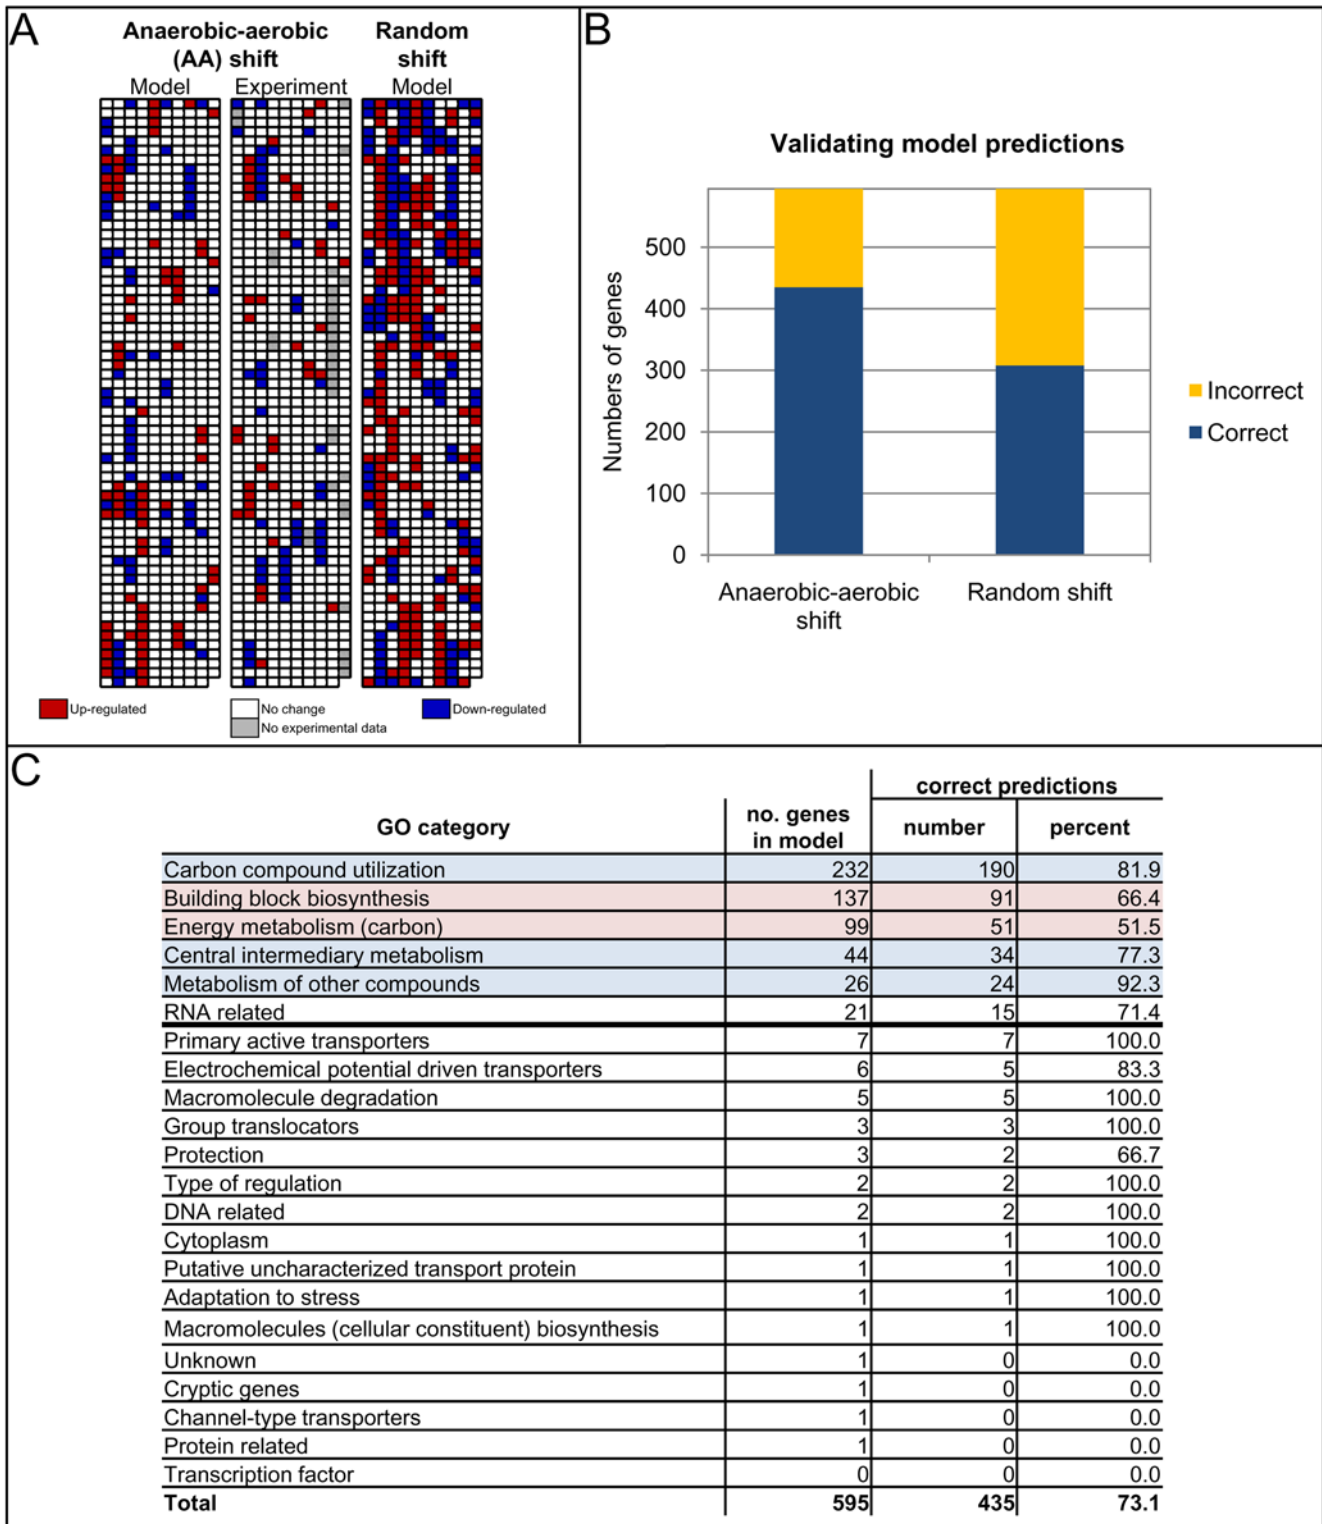 A
Anaerobic-aerobic
(AA) shift
Random
shift
Model
Experiment
Model
Up-regulated
No change
No experimental data
Down-regulated
B
Validating model predictions
Numbers of genes
500
400
300
200
100
0
Anaerobic-aerobic
shift
Random shift
Incorrect
Correct
C
correct predictions
GO category no. genes in model number percent
Carbon compound utilization 232 190 81.9
Building block biosynthesis 137 91 66.4
Energy metabolism (carbon) 99 51 51.5
Central intermediary metabolism 44 34 77.3
Metabolism of other compounds 26 24 92.3
RNA related 21 15 71.4
Primary active transporters 7 7 100.0
Electrochemical potential driven transporters 6 5 83.3
Macromolecule degradation 5 5 100.0
Group translocators 3 3 100.0
Protection 3 2 66.7
Type of regulation 2 2 100.0
DNA related 2 2 100.0
Cytoplasm 1 1 100.0
Putative uncharacterized transport protein 1 1 100.0
Adaptation to stress 1 1 100.0
Macromolecules (cellular constituent) biosynthesis 1 1 100.0
Unknown 1 0 0.0
Cryptic genes 1 0 0.0
Channel-type transporters 1 0 0.0
Protein related 1 0 0.0
Transcription factor 0 0 0.0
Total 595 435 73.1